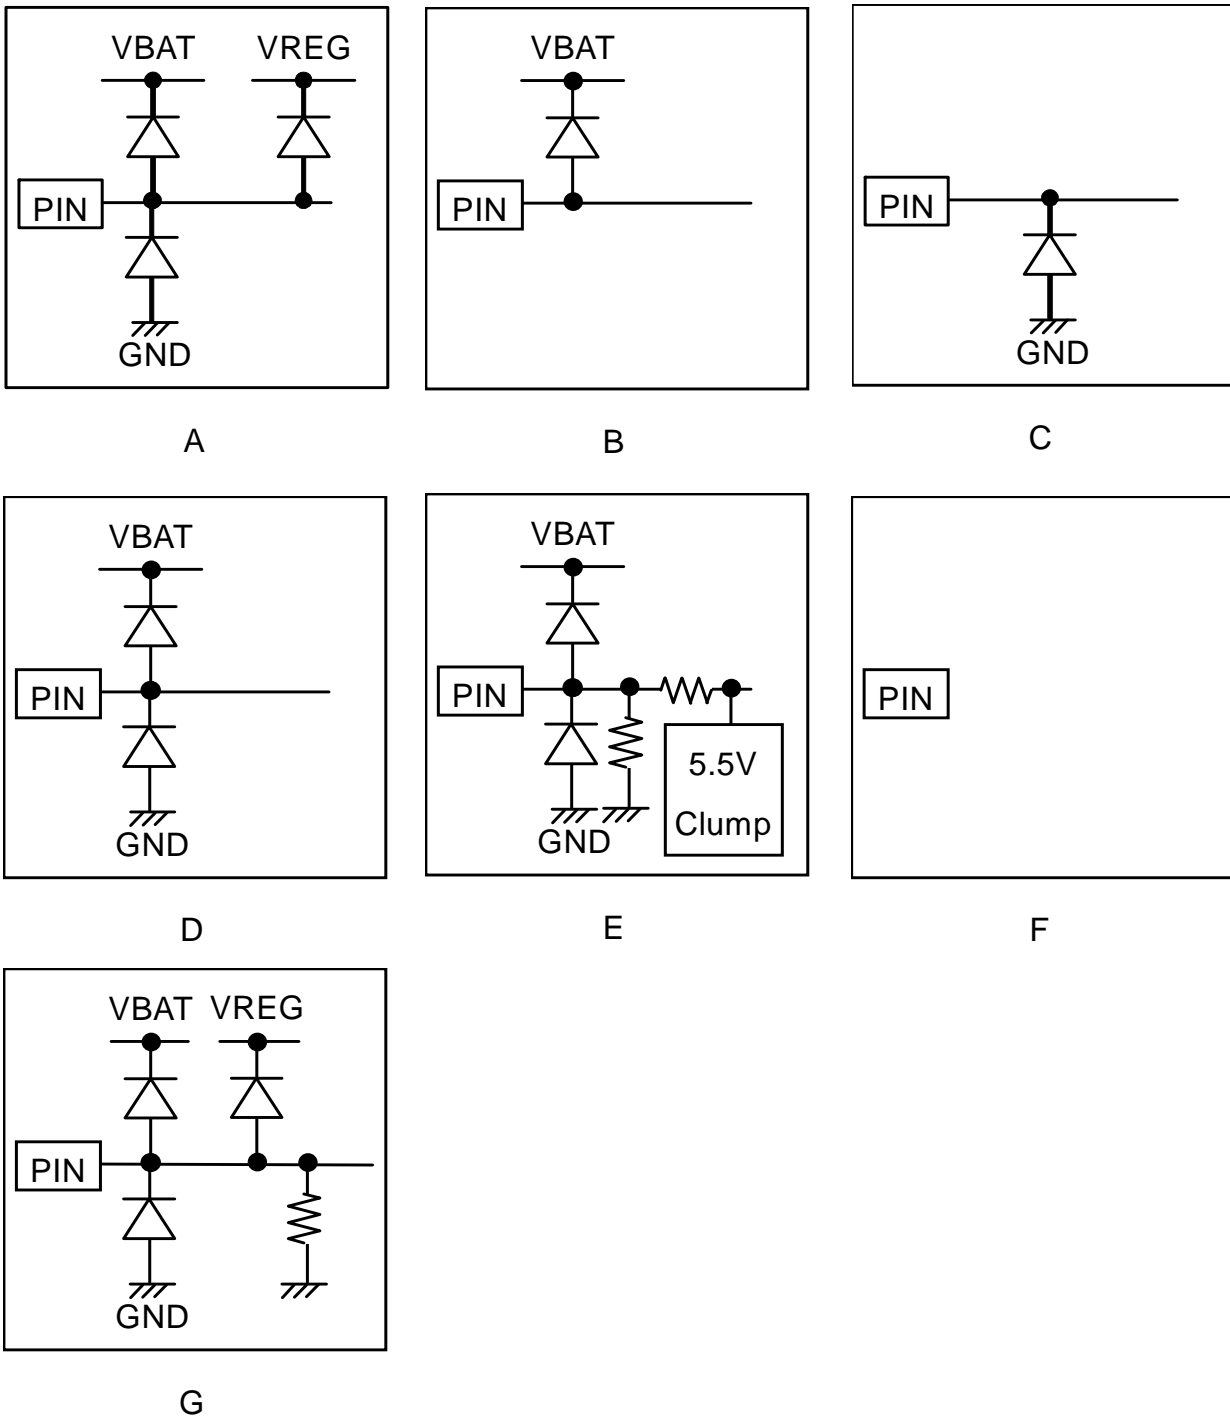 VBAT VREG
PIN
GND
A
VBAT
PIN
B
PIN
GND
C
VBAT
PIN
GND
D
VBAT
PIN
GND
5.5V
Clump
E
PIN
F
VBAT VREG
PIN
GND
G